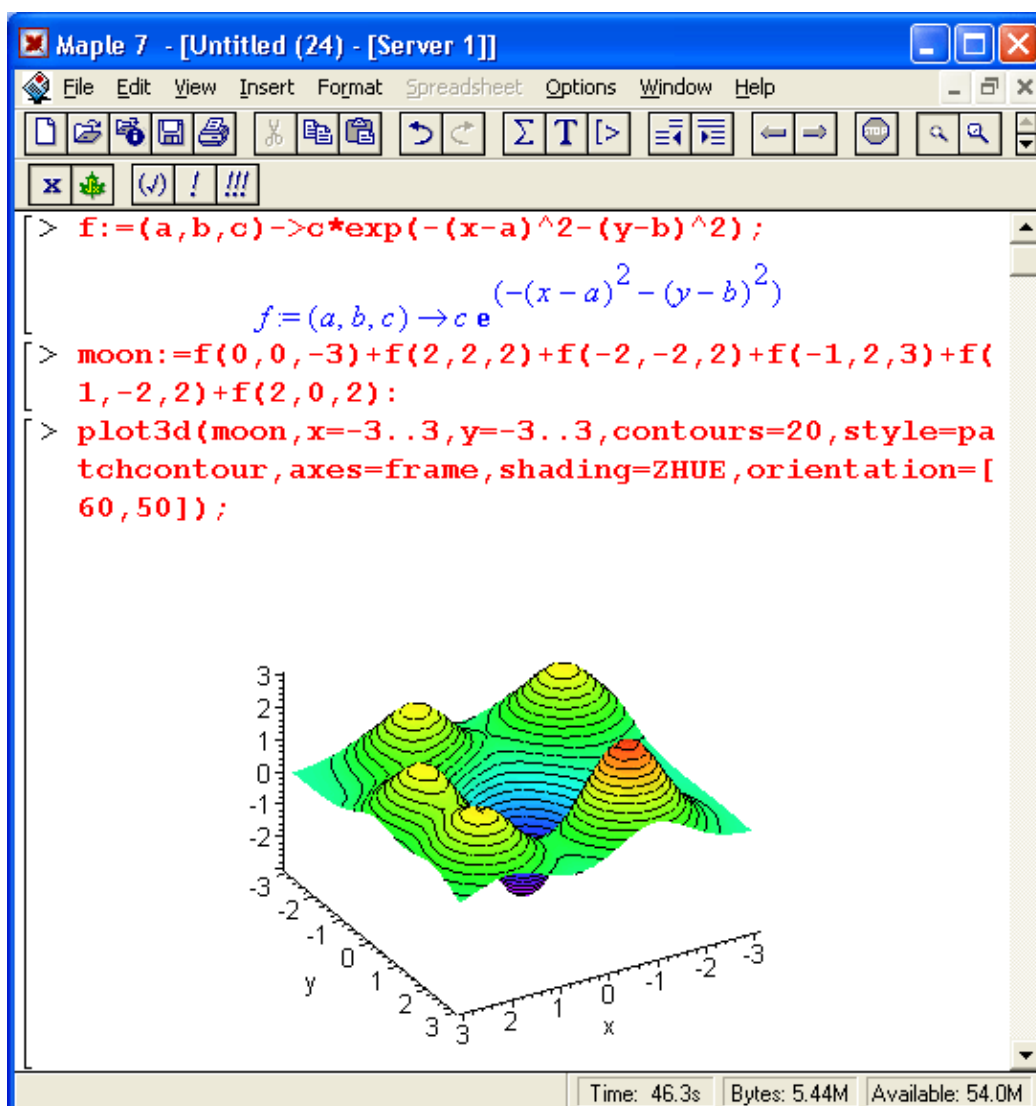 Maple 7 - [Untitled (24) - [Server 1]]
File Edit View Insert Format Spreadsheet Options Window Help
Σ T [>
STOP
x (√) ! !!!
[> f:=(a,b,c)->c*exp(-(x-a)^2-(y-b)^2);
f := (a, b, c) → c e^(-(x - a)^2 - (y - b)^2)
[> moon:=f(0,0,-3)+f(2,2,2)+f(-2,-2,2)+f(-1,2,3)+f(
1,-2,2)+f(2,0,2):
[> plot3d(moon,x=-3..3,y=-3..3,contours=20,style=pa
tchcontour,axes=frame,shading=ZHUE,orientation=[
60,50]);
3
2
1
0
-1
-2
-3 -2 -1 0 1 2 3
y
3 2 1 0 -1 -2 -3
x
Time: 46.3s Bytes: 5.44M Available: 54.0M